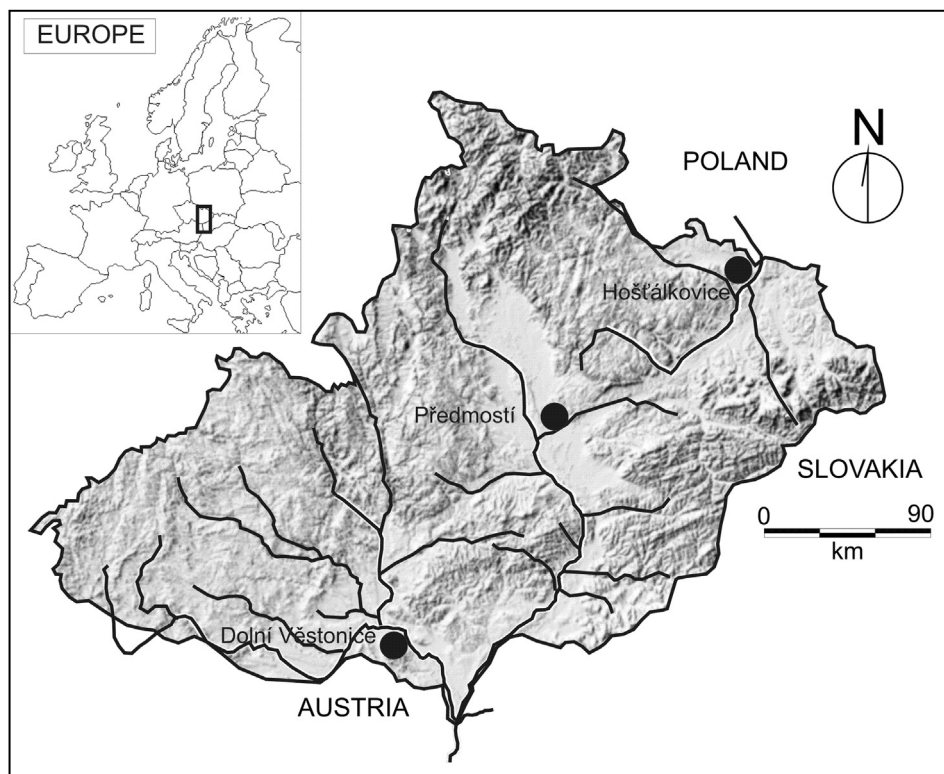 EUROPE
N
POLAND
Hošťálkovice
Předmostí
SLOVAKIA
0 90
km
Dolní Věstonice
AUSTRIA